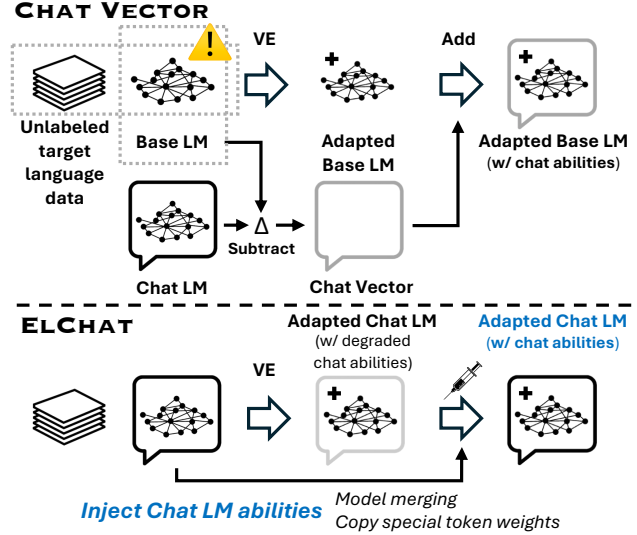 CHAT VECTOR
!
VE
Add
Unlabeled
target
language
data
Base LM
Adapted
Base LM
Adapted Base LM
(w/ chat abilities)
Δ
Subtract
Chat LM
Chat Vector
ELCHAT
Adapted Chat LM
(w/ degraded
chat abilities)
Adapted Chat LM
(w/ chat abilities)
VE
Inject Chat LM abilities
Model merging
Copy special token weights